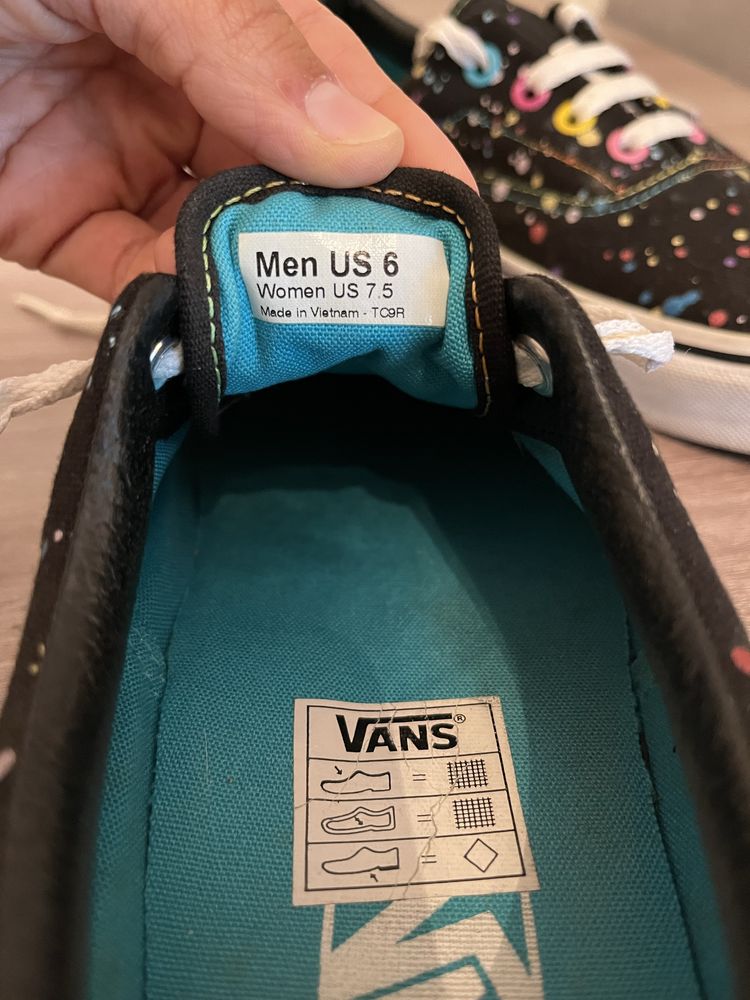 Men US 6
Women US 7.5
Made in Vietnam - TC9R
VANS®
=
=
=